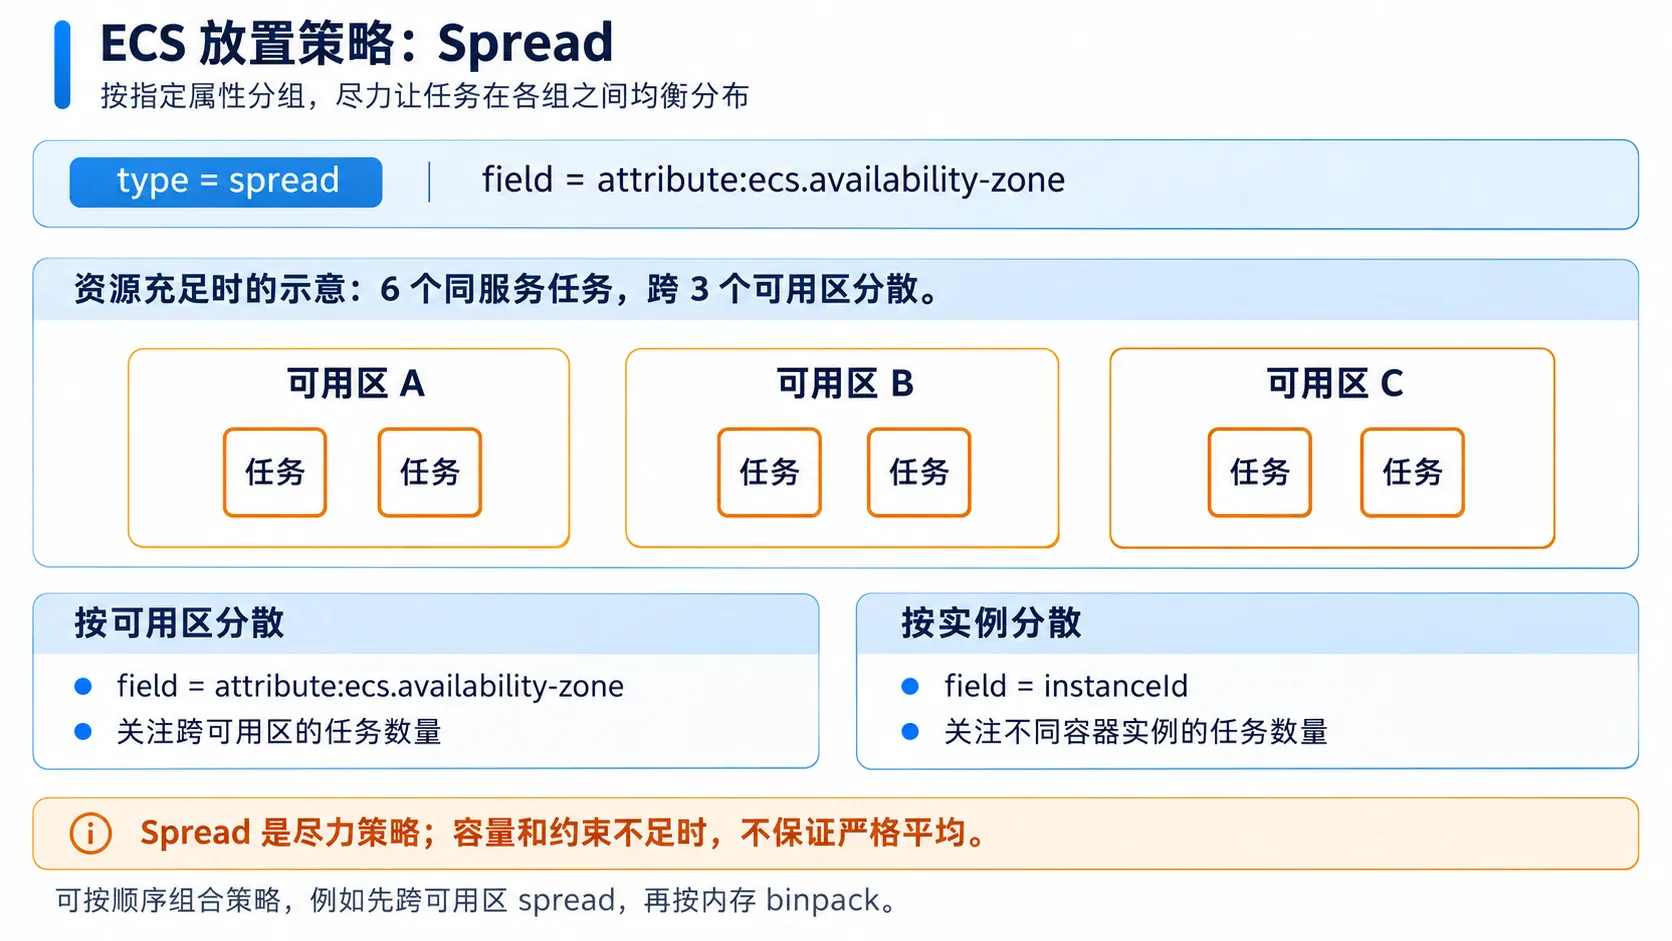 ECS 放置策略：Spread
按指定属性分组，尽力让任务在各组之间均衡分布
type = spread
field = attribute:ecs.availability-zone
资源充足时的示意：6 个同服务任务，跨 3 个可用区分散。
可用区 A
任务
任务
可用区 B
任务
任务
可用区 C
任务
任务
按可用区分散
field = attribute:ecs.availability-zone
关注跨可用区的任务数量
按实例分散
field = instanceId
关注不同容器实例的任务数量
Spread 是尽力策略；容量和约束不足时，不保证严格平均。
可按顺序组合策略，例如先跨可用区 spread，再按内存 binpack。